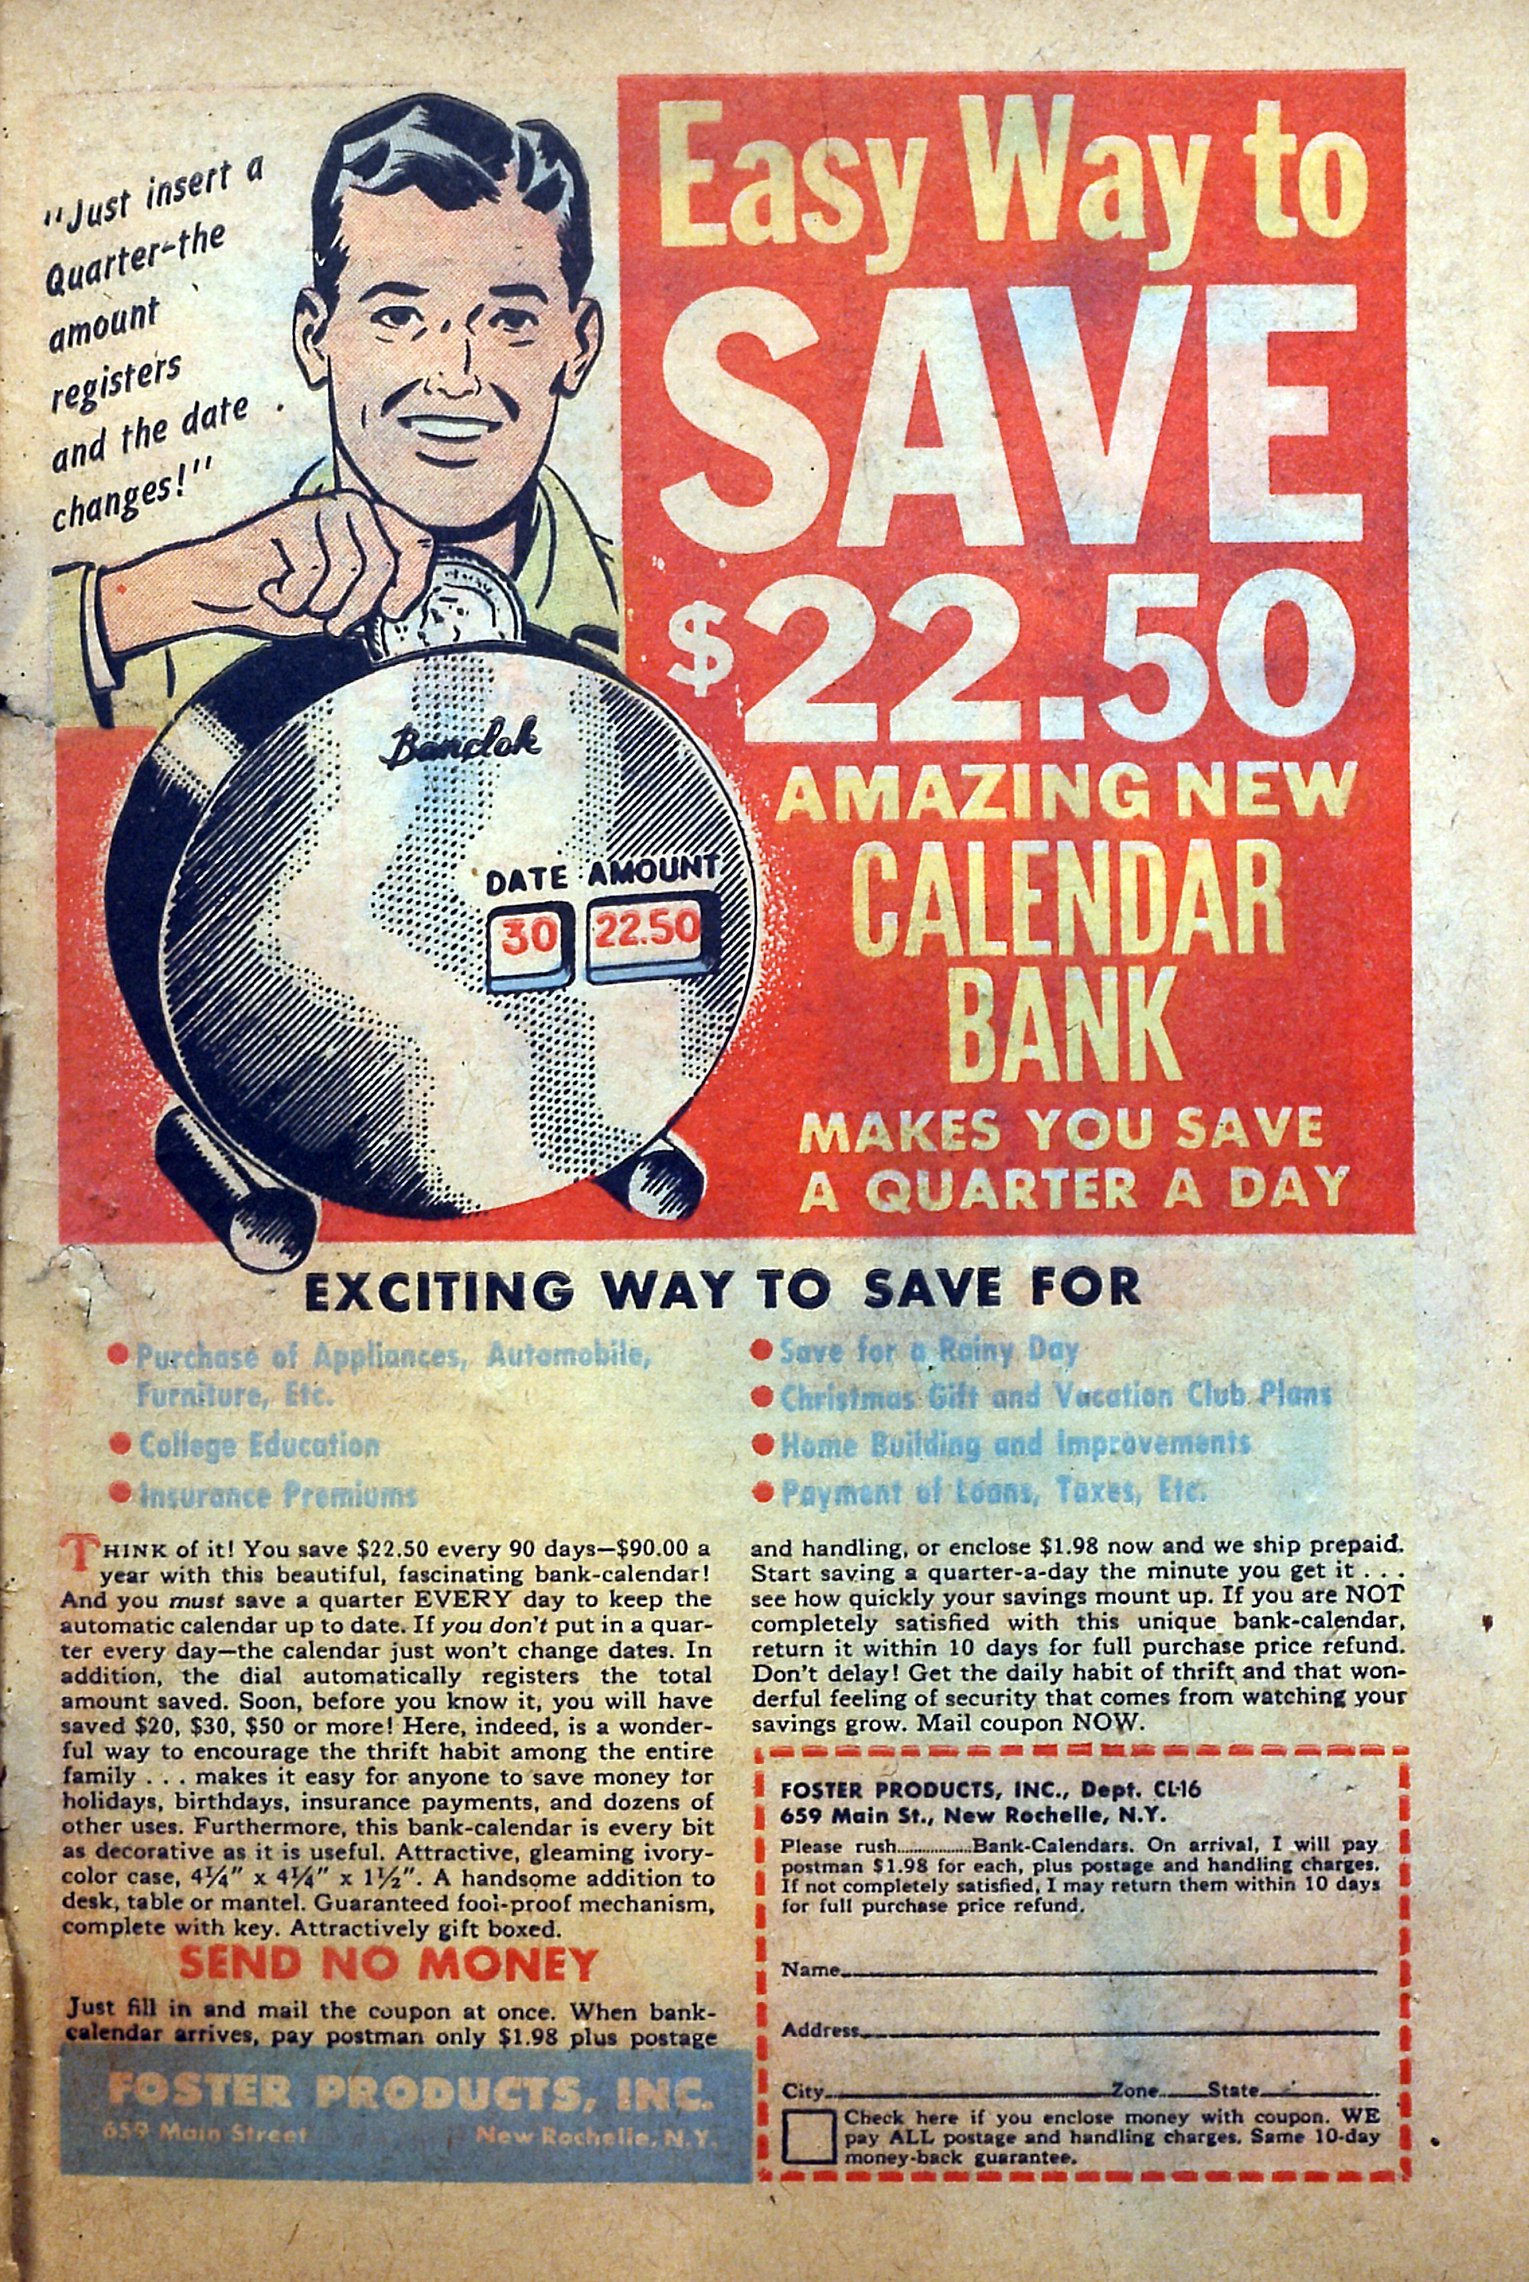 "Just insert a
Quarter-the
amount
registers
and the date
changes!"
Easy Way to
SAVE
$22.50
AMAZING NEW
CALENDAR
BANK
MAKES YOU SAVE
A QUARTER A DAY
Banclok
DATE AMOUNT
30 22.50
EXCITING WAY TO SAVE FOR
● Purchase of Appliances, Automobile,
Furniture, Etc.
● College Education
● Insurance Premiums
● Save for a Rainy Day
● Christmas Gift and Vacation Club Plans
● Home Building and Improvements
● Payment of Loans, Taxes, Etc.
THINK of it! You save $22.50 every 90 days—$90.00 a
year with this beautiful, fascinating bank-calendar!
And you must save a quarter EVERY day to keep the
automatic calendar up to date. If you don't put in a quar-
ter every day—the calendar just won't change dates. In
addition, the dial automatically registers the total
amount saved. Soon, before you know it, you will have
saved $20, $30, $50 or more! Here, indeed, is a wonder-
ful way to encourage the thrift habit among the entire
family . . . makes it easy for anyone to save money for
holidays, birthdays, insurance payments, and dozens of
other uses. Furthermore, this bank-calendar is every bit
as decorative as it is useful. Attractive, gleaming ivory-
color case, 4¼" x 4¼" x 1½". A handsome addition to
desk, table or mantel. Guaranteed fool-proof mechanism,
complete with key. Attractively gift boxed.
SEND NO MONEY
Just fill in and mail the coupon at once. When bank-
calendar arrives, pay postman only $1.98 plus postage
FOSTER PRODUCTS, INC.
659 Main Street New Rochelle, N.Y.
and handling, or enclose $1.98 now and we ship prepaid.
Start saving a quarter-a-day the minute you get it . . .
see how quickly your savings mount up. If you are NOT
completely satisfied with this unique bank-calendar,
return it within 10 days for full purchase price refund.
Don't delay! Get the daily habit of thrift and that won-
derful feeling of security that comes from watching your
savings grow. Mail coupon NOW.
FOSTER PRODUCTS, INC., Dept. CL-16
659 Main St., New Rochelle, N.Y.
Please rush..................Bank-Calendars. On arrival, I will pay
postman $1.98 for each, plus postage and handling charges.
If not completely satisfied, I may return them within 10 days
for full purchase price refund.
Name
Address
City Zone State
Check here if you enclose money with coupon. WE
pay ALL postage and handling charges. Same 10-day
money-back guarantee.